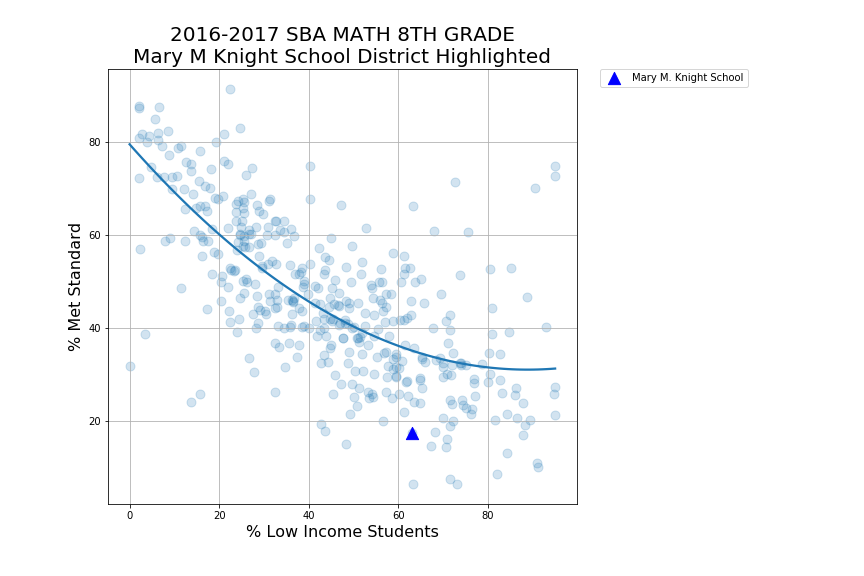 2016-2017 SBA MATH 8TH GRADE
Mary M Knight School District Highlighted
Mary M. Knight School
80
60
40
20
% Met Standard
0 20 40 60 80
% Low Income Students